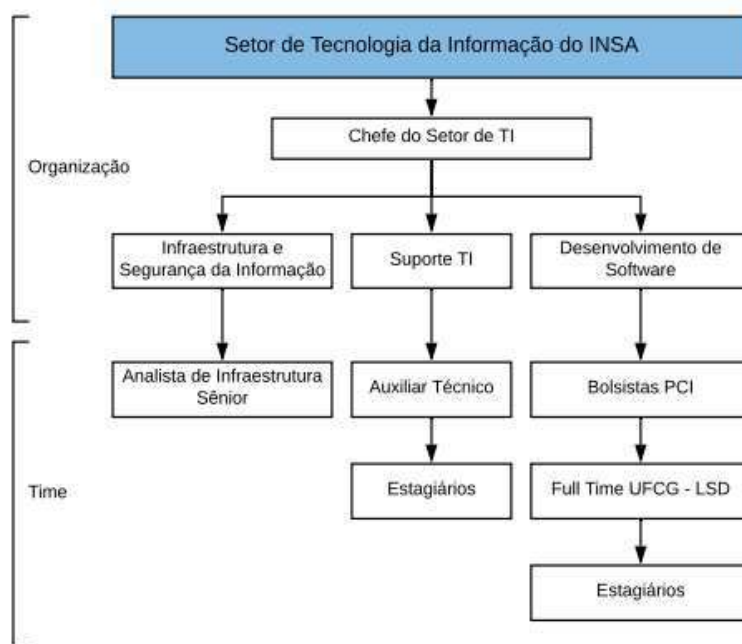 Setor de Tecnologia da Informação do INSA
Chefe do Setor de TI
Organização
Infraestrutura e
Segurança da Informação
Suporte TI
Desenvolvimento de
Software
Analista de Infraestrutura
Sênior
Auxiliar Técnico
Bolsistas PCI
Time
Estagiários
Full Time UFCG - LSD
Estagiários